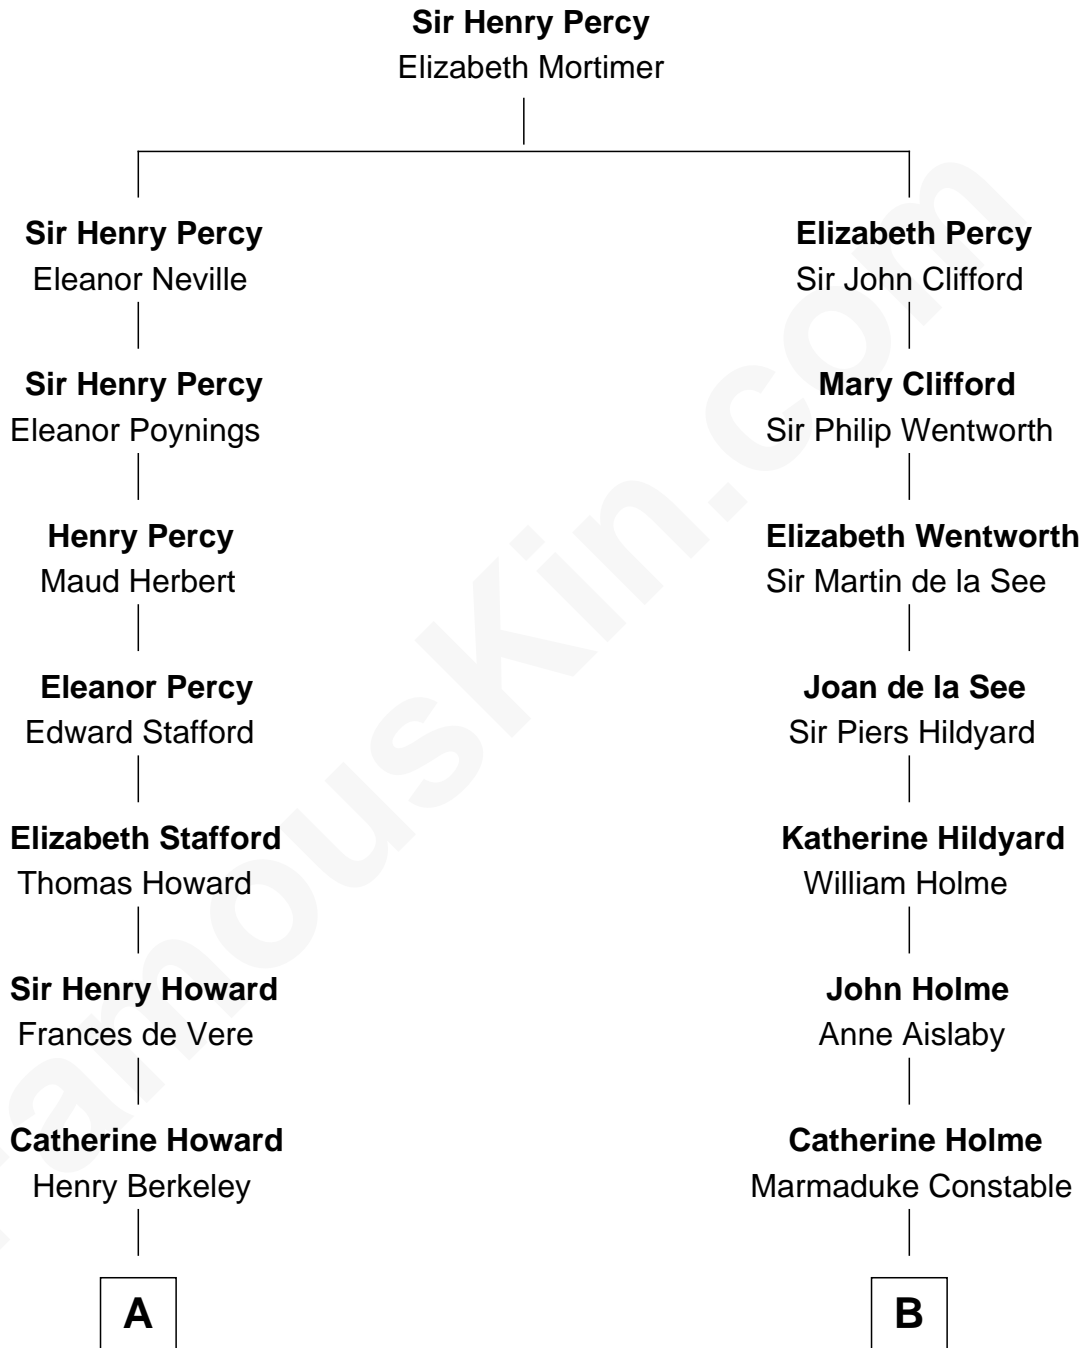 Sir Henry Percy
Elizabeth Mortimer
Sir Henry Percy
Eleanor Neville
Elizabeth Percy
Sir John Clifford
Sir Henry Percy
Eleanor Poynings
Mary Clifford
Sir Philip Wentworth
Henry Percy
Maud Herbert
Elizabeth Wentworth
Sir Martin de la See
Eleanor Percy
Edward Stafford
Joan de la See
Sir Piers Hildyard
Elizabeth Stafford
Thomas Howard
Katherine Hildyard
William Holme
Sir Henry Howard
Frances de Vere
John Holme
Anne Aislaby
Catherine Howard
Henry Berkeley
Catherine Holme
Marmaduke Constable
A
B
FamousKin.com